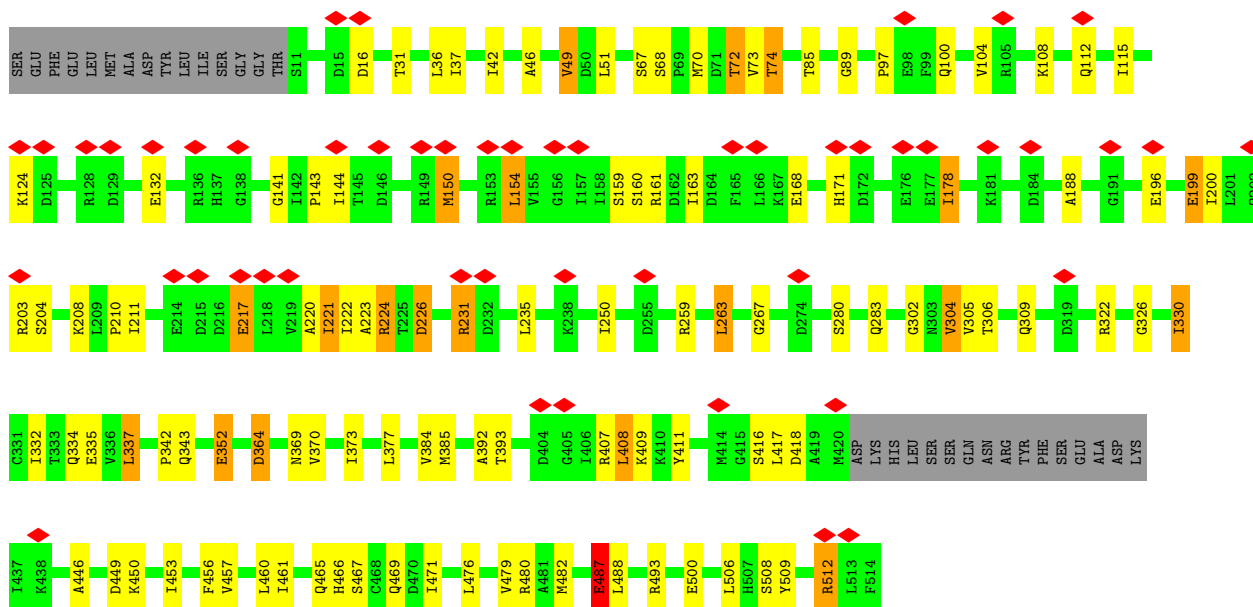 SER GLU PHE GLU LEU MET ALA ASP TYR LEU ILE SER GLY GLY THR S11 D15 D16 T31 L36 I37 I42 A46 V49 D50 L51 S67 S68 P69 M70 D71 T72 V73 T74 T85 G89 P97 E98 F99 Q100 V104 R105 K108 Q112 I115
K124 D125 R128 D129 E132 R136 H137 G138 G141 I142 P143 I144 T145 D146 R149 M150 R153 L154 V155 G156 I157 I158 S159 S160 R161 D162 I163 D164 F165 L166 K167 E168 H171 D172 E176 E177 I178 K181 D184 A188 G191 E196 E199 I200 L201
R203 S204 K208 L209 P210 I211 E214 D215 D216 E217 L218 V219 A220 I221 I222 A223 R224 T225 D226 R231 D232 L235 K238 I250 D255 R259 L263 G267 D274 S280 Q283 G302 N303 V304 V305 T306 Q309 D319 R322 G326 I330
C331 I332 T333 Q334 E335 V336 L337 P342 Q343 E352 D364 N369 V370 I373 L377 V384 M385 A392 T393 D404 G405 I406 R407 L408 K409 K410 Y411 M414 G415 S416 L417 D418 A419 M420 ASP LYS HIS LEU SER SER GLN ASN ARG TYR PHE SER GLU ALA ASP LYS
I437 K438 A446 D449 K450 I453 F456 V457 L460 I461 Q465 H466 S467 C468 Q469 D470 I471 L476 V479 R480 A481 M482 E487 L488 R493 E500 L506 H507 S508 Y509 R512 L513 F514